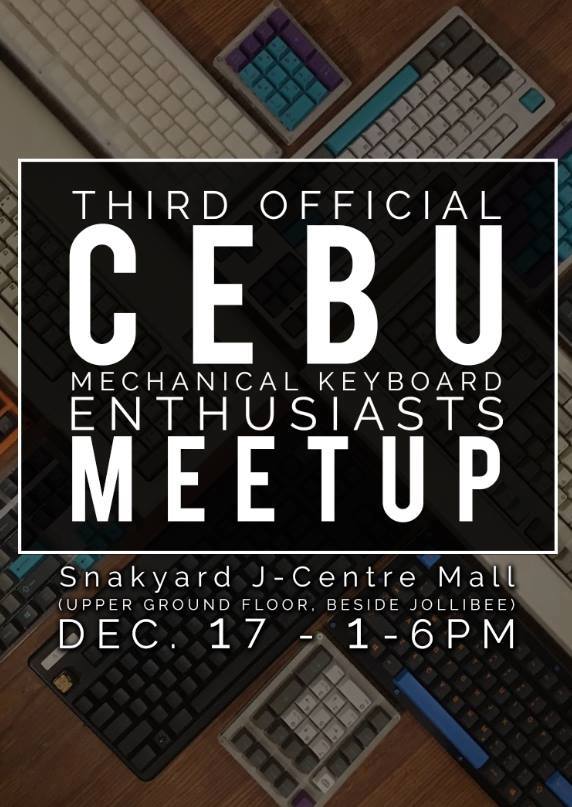 THIRD OFFICIAL
CEBU
MECHANICAL KEYBOARD
ENTHUSIASTS
MEETUP
Snakyard J-Centre Mall
(UPPER GROUND FLOOR, BESIDE JOLLIBEE)
DEC. 17 - 1-6PM